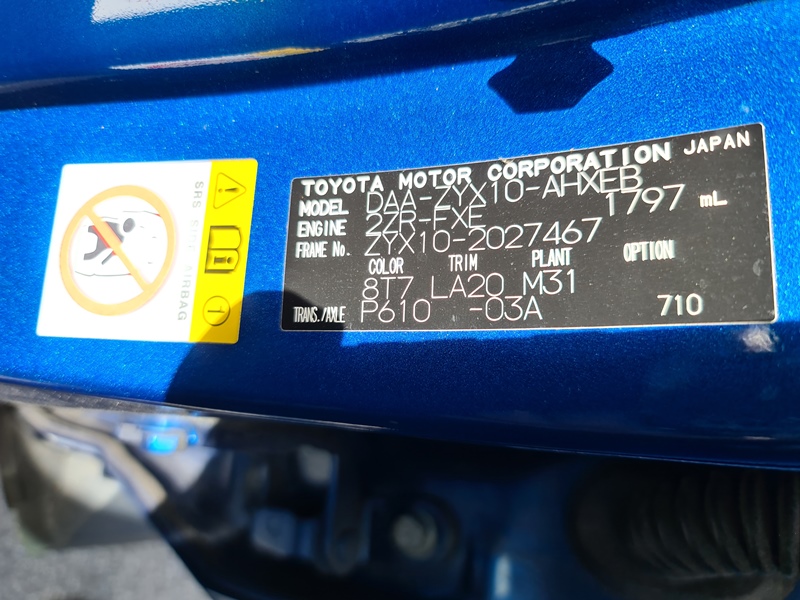 SRS SIDE AIRBAG
TOYOTA MOTOR CORPORATION JAPAN
MODEL DAA-ZYX10-AHXEB
ENGINE 2ZR-FXE 1797 mL
FRAME No. ZYX10-2027467
COLOR TRIM PLANT OPTION
8T7 LA20 M31
TRANS./AXLE P610 -03A 710